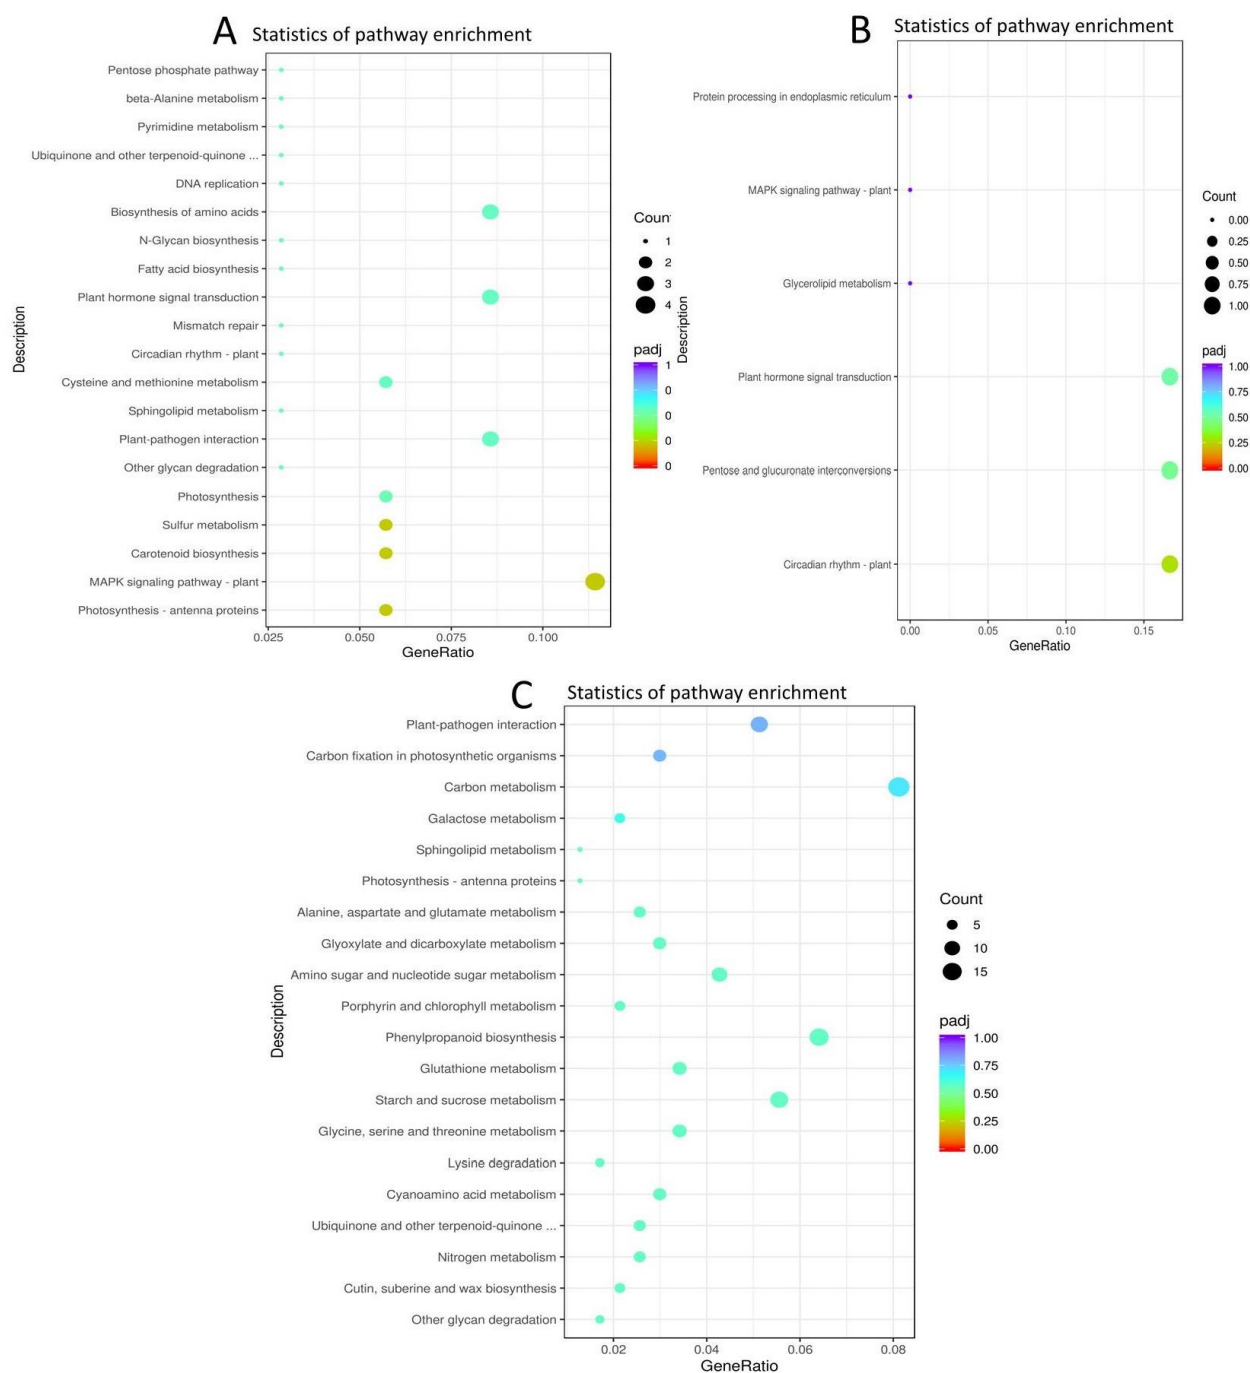 A
Statistics of pathway enrichment
Pentose phosphate pathway
beta-Alanine metabolism
Pyrimidine metabolism
Ubiquinone and other terpenoid-quinone ...
DNA replication
Biosynthesis of amino acids
N-Glycan biosynthesis
Fatty acid biosynthesis
Plant hormone signal transduction
Mismatch repair
Circadian rhythm - plant
Cysteine and methionine metabolism
Sphingolipid metabolism
Plant-pathogen interaction
Other glycan degradation
Photosynthesis
Sulfur metabolism
Carotenoid biosynthesis
MAPK signaling pathway - plant
Photosynthesis - antenna proteins
Description
0.025 0.050 0.075 0.100
GeneRatio
Count
1
2
3
4
padj
1
0
0
0
0
B
Statistics of pathway enrichment
Protein processing in endoplasmic reticulum
MAPK signaling pathway - plant
Glycerolipid metabolism
Plant hormone signal transduction
Pentose and glucuronate interconversions
Circadian rhythm - plant
Description
0.00 0.05 0.10 0.15
GeneRatio
Count
0.00
0.25
0.50
0.75
1.00
padj
1.00
0.75
0.50
0.25
0.00
C
Statistics of pathway enrichment
Plant-pathogen interaction
Carbon fixation in photosynthetic organisms
Carbon metabolism
Galactose metabolism
Sphingolipid metabolism
Photosynthesis - antenna proteins
Alanine, aspartate and glutamate metabolism
Glyoxylate and dicarboxylate metabolism
Amino sugar and nucleotide sugar metabolism
Porphyrin and chlorophyll metabolism
Phenylpropanoid biosynthesis
Glutathione metabolism
Starch and sucrose metabolism
Glycine, serine and threonine metabolism
Lysine degradation
Cyanoamino acid metabolism
Ubiquinone and other terpenoid-quinone ...
Nitrogen metabolism
Cutin, suberine and wax biosynthesis
Other glycan degradation
Description
0.02 0.04 0.06 0.08
GeneRatio
Count
5
10
15
padj
1.00
0.75
0.50
0.25
0.00